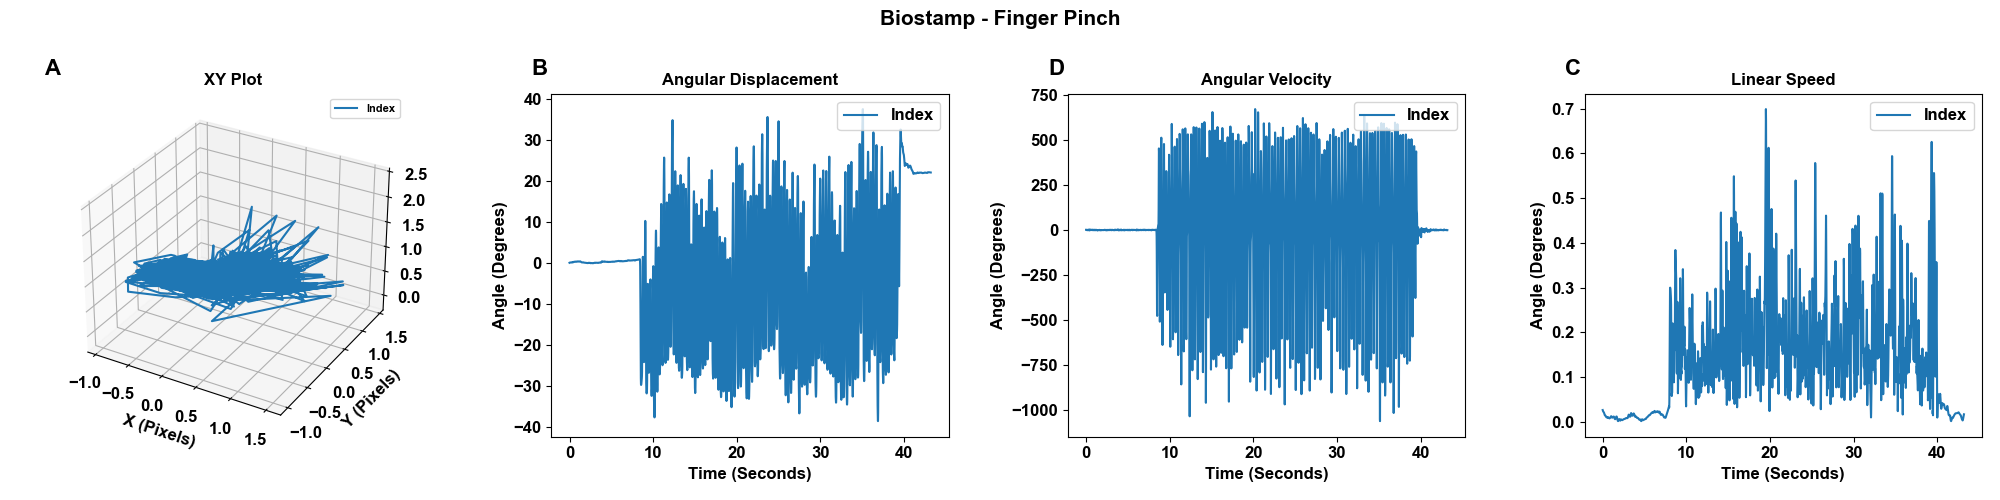 Biostamp - Finger Pinch
A
XY Plot
Index
2.5
2.0
1.5
1.0
0.5
0.0
−1.0
−0.5
0.0
0.5
1.0
1.5
X (Pixels)
−1.0
−0.5
0.0
0.5
1.0
1.5
Y (Pixels)
B
Angular Displacement
Index
40
30
20
10
0
−10
−20
−30
−40
Angle (Degrees)
0 10 20 30 40
Time (Seconds)
D
Angular Velocity
Index
750
500
250
0
−250
−500
−750
−1000
Angle (Degrees)
0 10 20 30 40
Time (Seconds)
C
Linear Speed
Index
0.7
0.6
0.5
0.4
0.3
0.2
0.1
0.0
Angle (Degrees)
0 10 20 30 40
Time (Seconds)